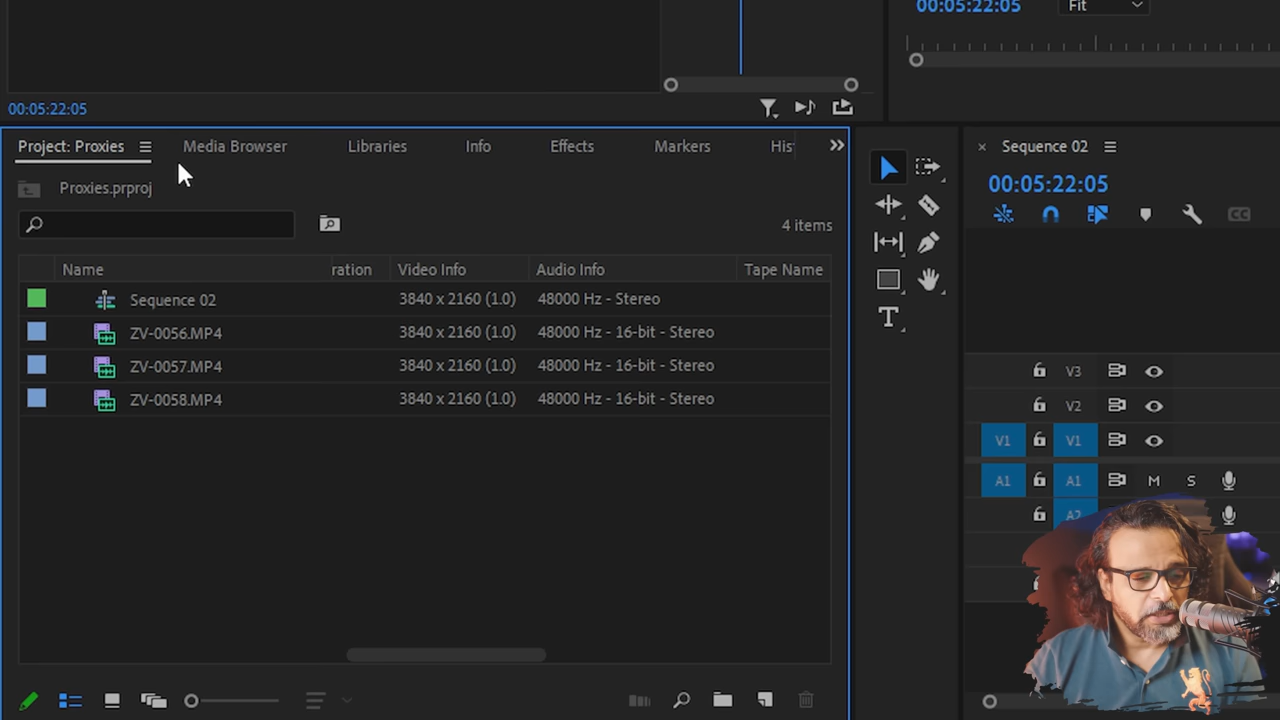 00:05:22:05
Fit
00:05:22:05
Project: Proxies
Media Browser
Libraries
Info
Effects
Markers
His
Proxies.prproj
4 items
Name
ration
Video Info
Audio Info
Tape Name
Sequence 02
3840 x 2160 (1.0)
48000 Hz - Stereo
ZV-0056.MP4
3840 x 2160 (1.0)
48000 Hz - 16-bit - Stereo
ZV-0057.MP4
3840 x 2160 (1.0)
48000 Hz - 16-bit - Stereo
ZV-0058.MP4
3840 x 2160 (1.0)
48000 Hz - 16-bit - Stereo
Sequence 02
00:05:22:05
CC
V3
V2
V1
V1
A1
A1
M
S
A2